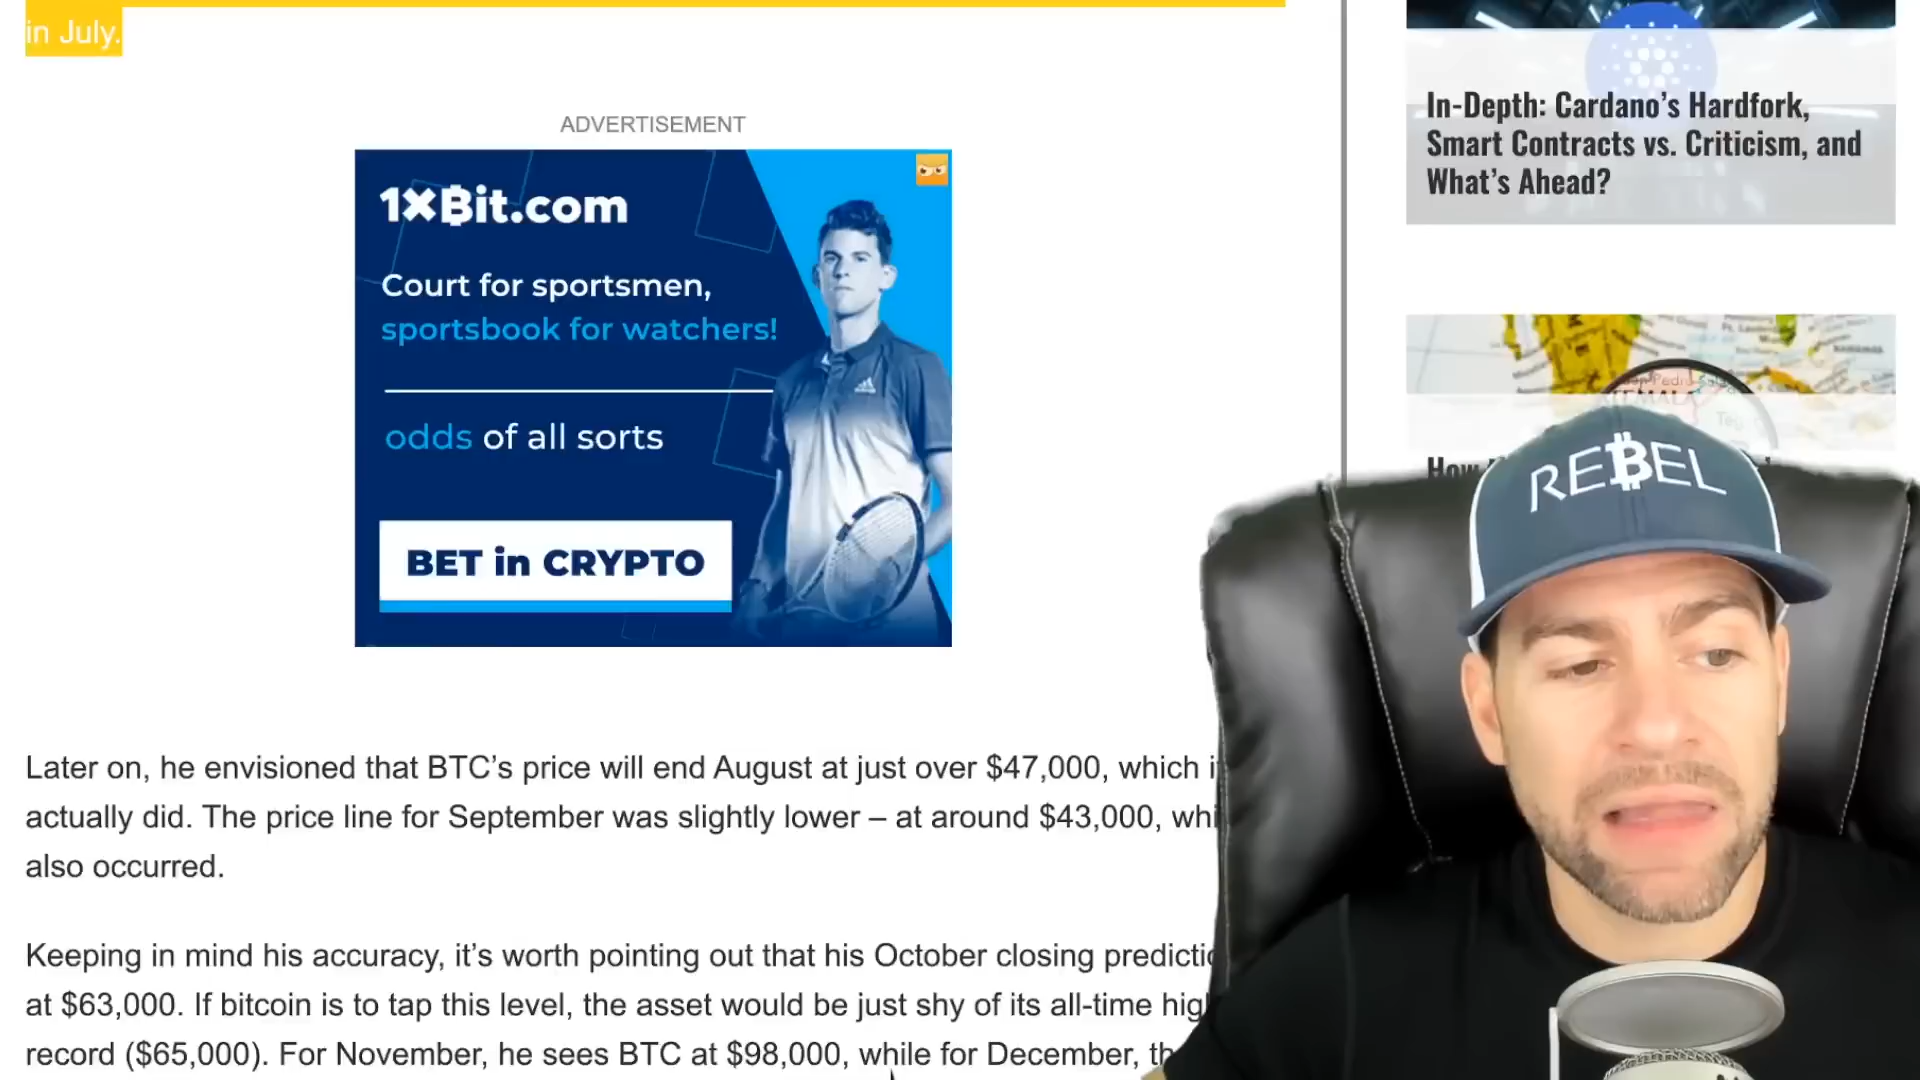 in July.
ADVERTISEMENT
1XBit.com
Court for sportsmen,
sportsbook for watchers!
odds of all sorts
BET in CRYPTO
In-Depth: Cardano’s Hardfork,
Smart Contracts vs. Criticism, and
What’s Ahead?
How
REBEL
Later on, he envisioned that BTC’s price will end August at just over $47,000, which
actually did. The price line for September was slightly lower – at around $43,000,
also occurred.
Keeping in mind his accuracy, it’s worth pointing out that his October closing
at $63,000. If bitcoin is to tap this level, the asset would be just shy of its all-time
record ($65,000). For November, he sees BTC at $98,000, while for December,